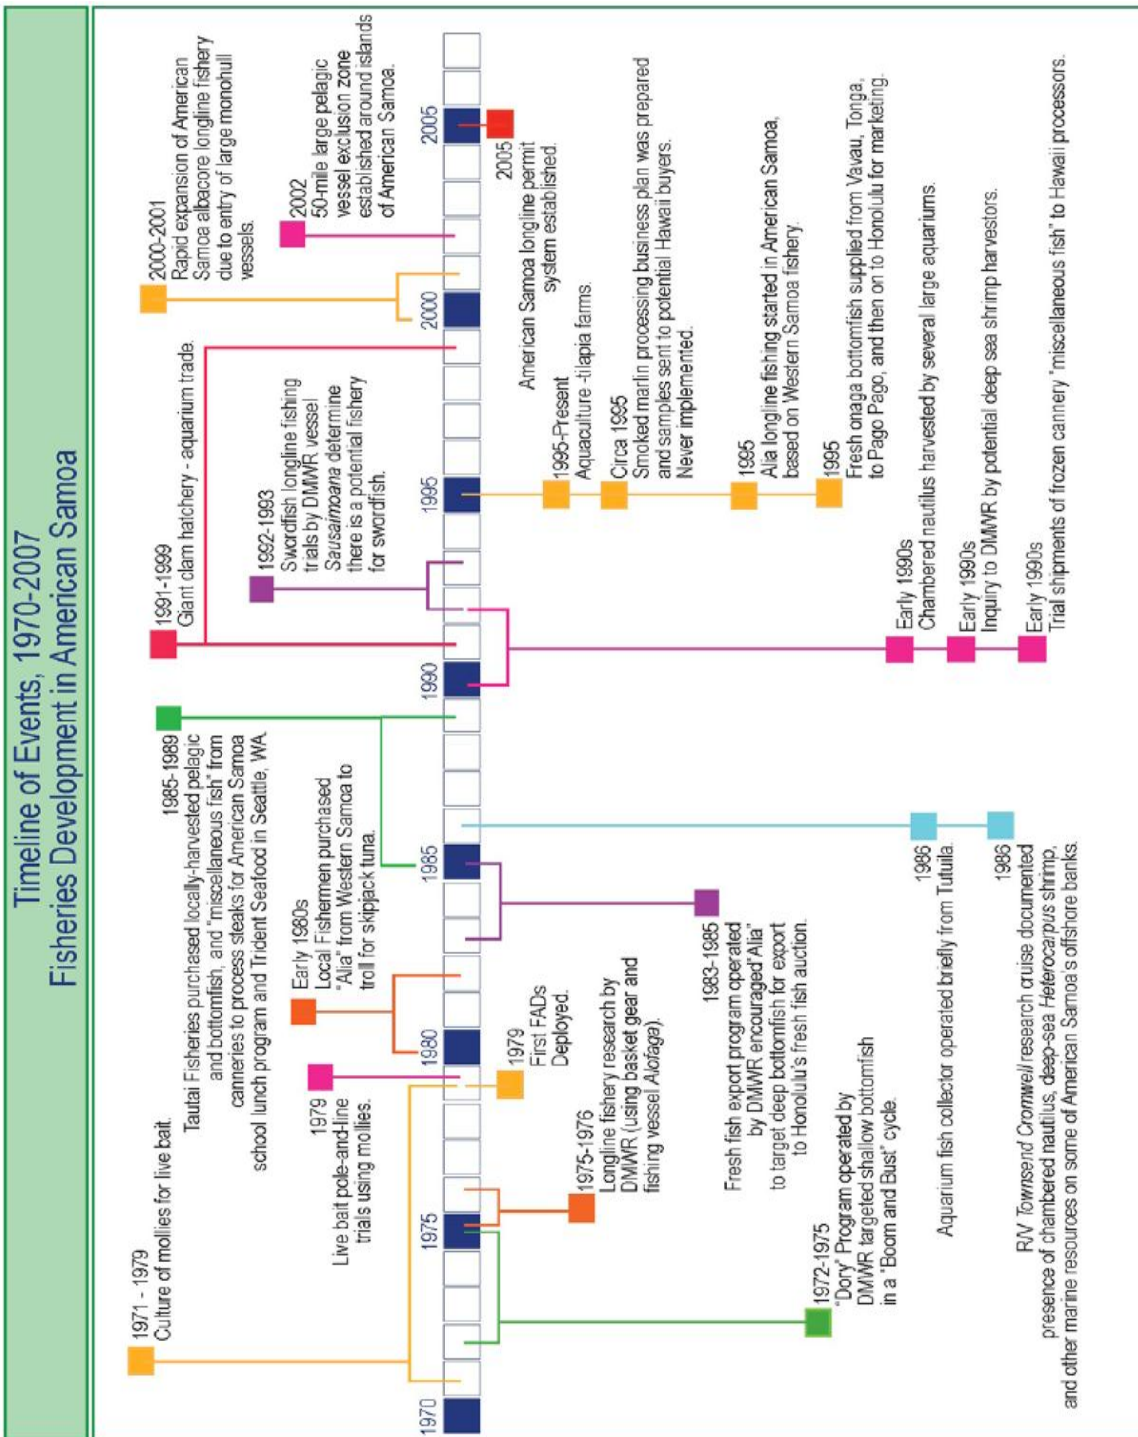 Timeline of Events, 1970-2007
Fisheries Development in American Samoa
1971 - 1979
Culture of mollies for live bait.
1979
Live bait pole-and-line
trials using mollies.
Early 1980s
Local Fishermen purchased
"Alia" from Western Samoa to
troll for skipjack tuna.
1985-1989
Tautai Fisheries purchased locally-harvested pelagic
and bottomfish, and "miscellaneous fish" from
canneries to process steaks for American Samoa
school lunch program and Trident Seafood in Seattle, WA.
1991-1999
Giant clam hatchery - aquarium trade.
1992-1993
Swordfish longline fishing
trials by DMWR vessel
Sausaimoana determine
there is a potential fishery
for swordfish.
2000-2001
Rapid expansion of American
Samoa albacore longline fishery
due to entry of large monohull
vessels.
2002
50-mile large pelagic
vessel exclusion zone
established around islands
of American Samoa.
1970
1975
1980
1985
1990
1995
2000
2005
1972-1975
"Dory" Program operated by
DMWR targeted shallow bottomfish
in a "Boom and Bust" cycle.
1975-1976
Longline fishery research by
DMWR (using basket gear and
fishing vessel Alofaga).
1979
First FADs
Deployed.
1983-1985
Fresh fish export program operated
by DMWR encouraged"Alia"
to target deep bottomfish for export
to Honolulu's fresh fish auction.
1986
Aquarium fish collector operated briefly from Tutuila.
1986
R/V Townsend Cromwell research cruise documented
presence of chambered nautilus, deep-sea Heterocarpus shrimp,
and other marine resources on some of American Samoa's offshore banks.
Early 1990s
Chambered nautilus harvested by several large aquariums.
Early 1990s
Inquiry to DMWR by potential deep sea shrimp harvestors.
Early 1990s
Trial shipments of frozen cannery "miscellaneous fish" to Hawaii processors.
1995-Present
Aquaculture -tilapia farms.
Circa 1995
Smoked marlin processing business plan was prepared
and samples sent to potential Hawaii buyers.
Never implemented.
1995
Alia longline fishing started in American Samoa,
based on Western Samoa fishery.
1995
Fresh onaga bottomfish supplied from Vavau, Tonga,
to Pago Pago, and then on to Honolulu for marketing.
2005
American Samoa longline permit
system established.